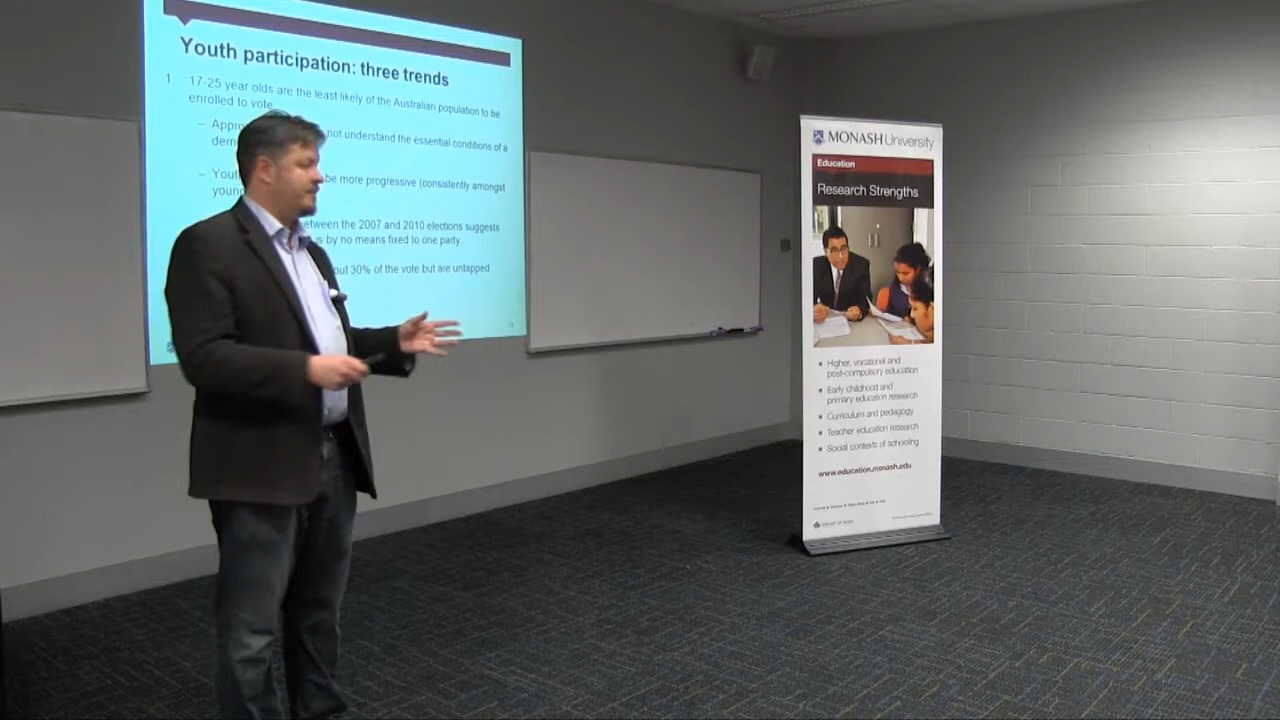 Youth participation: three trends
1 17-25 year olds are the least likely of the Australian population to be
enrolled to vote
– Appr
not understand the essential conditions of a
dem
– Yout
be more progressive (consistently amongst
young
etween the 2007 and 2010 elections suggests
is by no means fixed to one party.
out 30% of the vote but are untapped
MONASH University
Education
Research Strengths
Higher, vocational and
post-compulsory education
Early childhood and
primary education research
Curriculum and pedagogy
Teacher education research
Social contexts of schooling
www.education.monash.edu